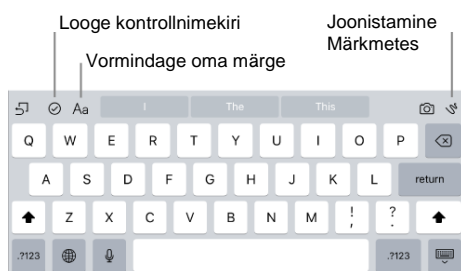 Looge kontrollnimekiri
Joonistamine
Märkmetes
Vormindage oma märge
Aa I The This
Q W E R T Y U I O P
A S D F G H J K L return
Z X C V B N M ! , ? .
.?123 .?123